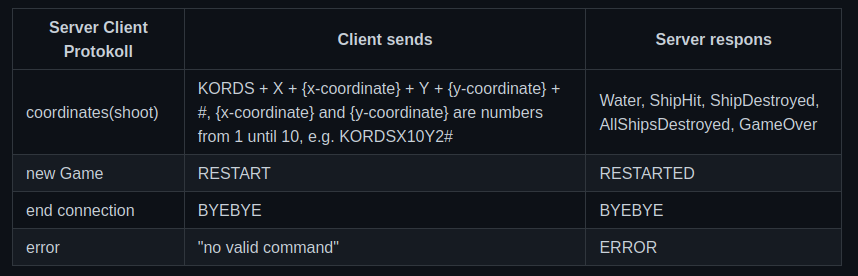 Server Client
Protokoll
Client sends
Server respons
coordinates(shoot)
KORDS + X + {x-coordinate} + Y + {y-coordinate} +
#, {x-coordinate} and {y-coordinate} are numbers
from 1 until 10, e.g. KORDSX10Y2#
Water, ShipHit, ShipDestroyed,
AllShipsDestroyed, GameOver
new Game
RESTART
RESTARTED
end connection
BYEBYE
BYEBYE
error
"no valid command"
ERROR